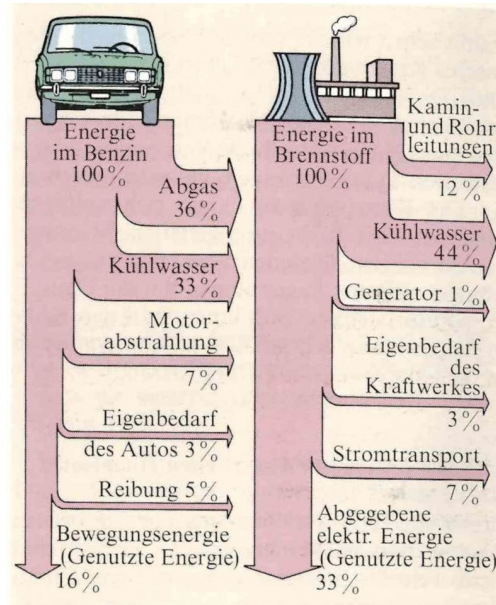 Energie
im Benzin
100%
Abgas
36%
Kühlwasser
33%
Motor-
abstrahlung
7%
Eigenbedarf
des Autos 3%
Reibung 5%
Bewegungsenergie
(Genutzte Energie)
16%
Energie im
Brennstoff
100%
Kamin-
und Rohr
leitungen
12%
Kühlwasser
44%
Generator 1%
Eigenbedarf
des
Kraftwerkes
3%
Stromtransport
7%
Abgegebene
elektr. Energie
(Genutzte Energie)
33%